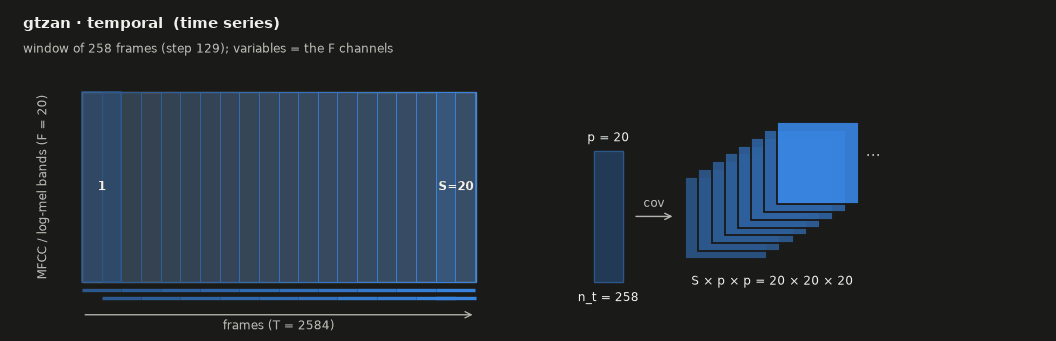 gtzan · temporal  (time series)
window of 258 frames (step 129); variables = the F channels
MFCC / log-mel bands (F = 20)
1
S=20
frames (T = 2584)
p = 20
n_t = 258
cov
...
S × p × p = 20 × 20 × 20